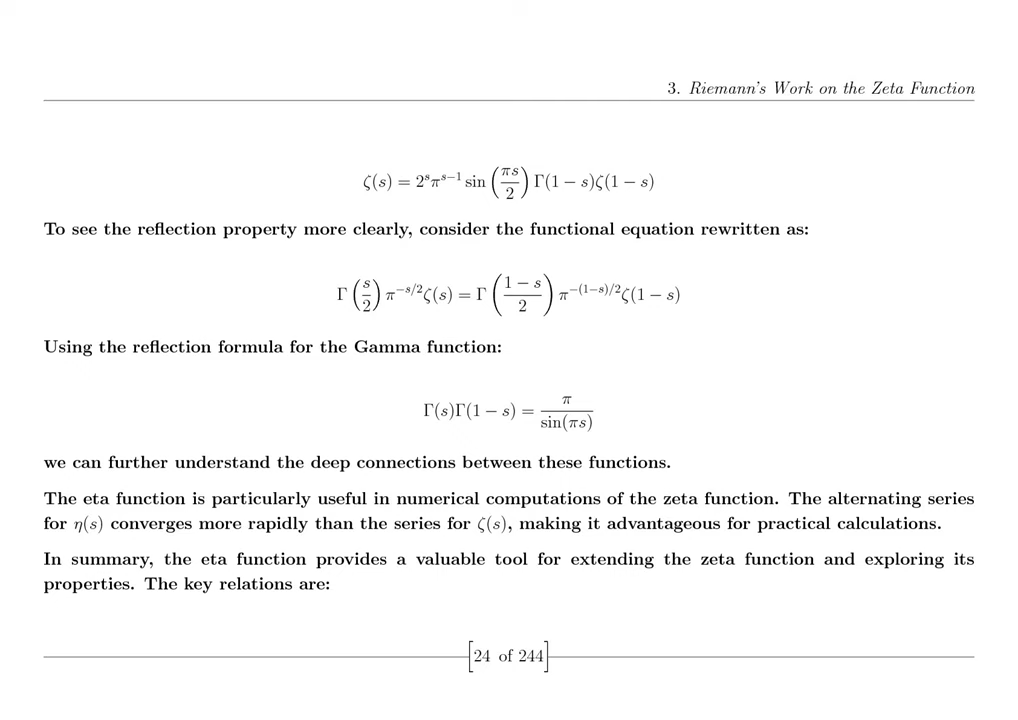 3. Riemann's Work on the Zeta Function
ζ(s) = 2^s π^{s−1} sin(πs/2) Γ(1 − s)ζ(1 − s)
To see the reflection property more clearly, consider the functional equation rewritten as:
Γ(s/2) π^{−s/2} ζ(s) = Γ((1 − s)/2) π^{−(1−s)/2} ζ(1 − s)
Using the reflection formula for the Gamma function:
Γ(s)Γ(1 − s) = π/sin(πs)
we can further understand the deep connections between these functions.
The eta function is particularly useful in numerical computations of the zeta function. The alternating series
for η(s) converges more rapidly than the series for ζ(s), making it advantageous for practical calculations.
In summary, the eta function provides a valuable tool for extending the zeta function and exploring its
properties. The key relations are:
[24 of 244]